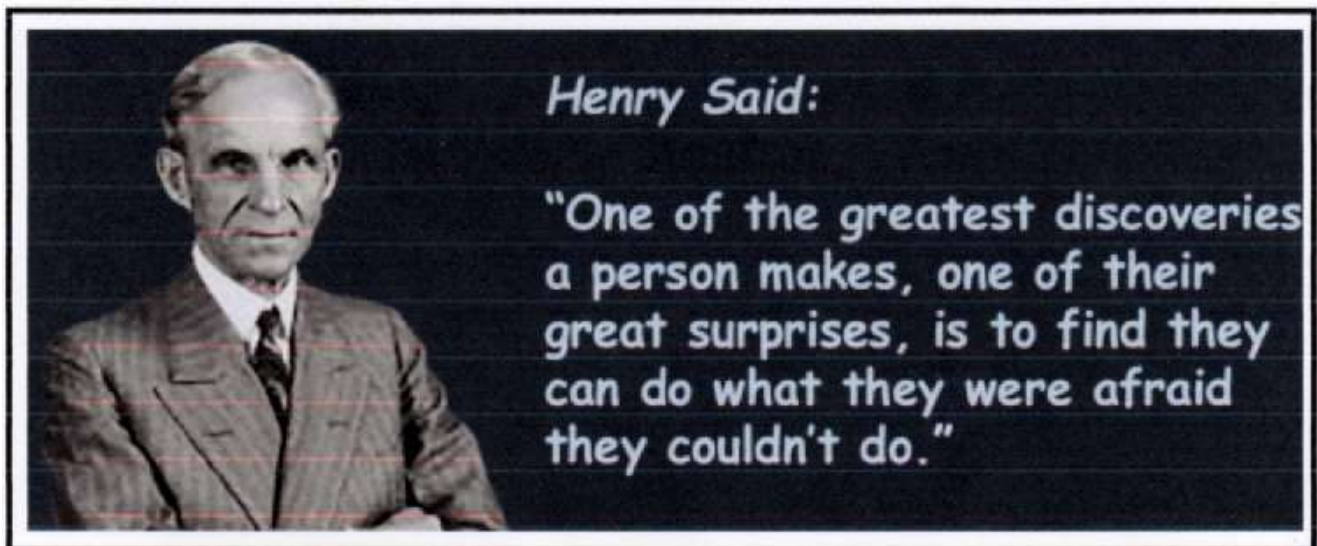 Henry Said:
“One of the greatest discoveries
a person makes, one of their
great surprises, is to find they
can do what they were afraid
they couldn't do.”